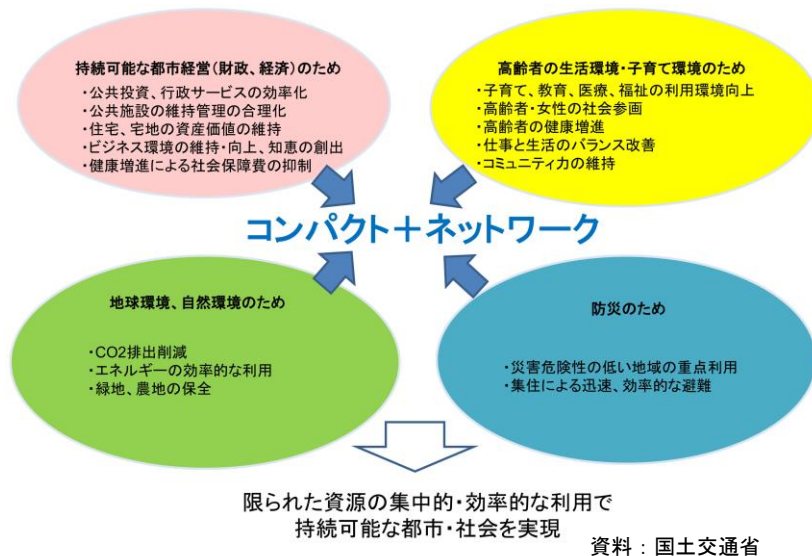 持続可能な都市経営(財政、経済)のため
・公共投資、行政サービスの効率化
・公共施設の維持管理の合理化
・住宅、宅地の資産価値の維持
・ビジネス環境の維持・向上、知恵の創出
・健康増進による社会保障費の抑制
高齢者の生活環境・子育て環境のため
・子育て、教育、医療、福祉の利用環境向上
・高齢者・女性の社会参画
・高齢者の健康増進
・仕事と生活のバランス改善
・コミュニティ力の維持
コンパクト+ネットワーク
地球環境、自然環境のため
・CO2排出削減
・エネルギーの効率的な利用
・緑地、農地の保全
防災のため
・災害危険性の低い地域の重点利用
・集住による迅速、効率的な避難
限られた資源の集中的・効率的な利用で
持続可能な都市・社会を実現
資料：国土交通省